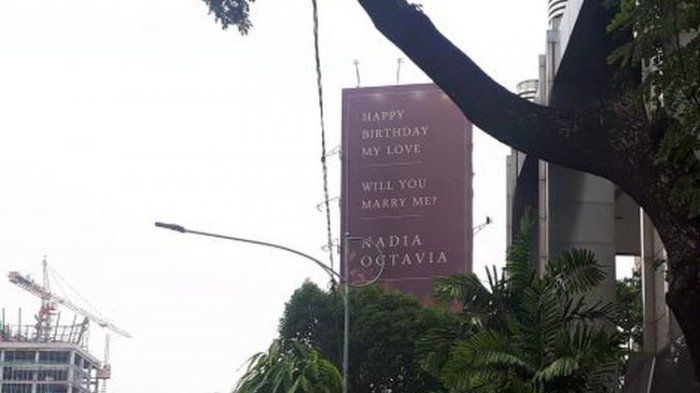 HAPPY
BIRTHDAY
MY LOVE
WILL YOU
MARRY ME?
NADIA
OCTAVIA